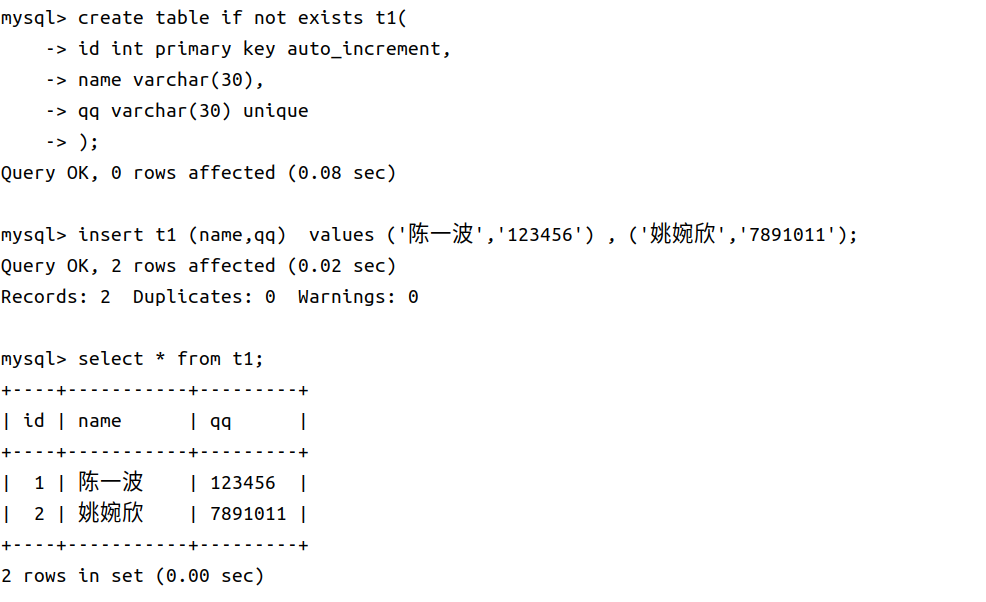 mysql> create table if not exists t1(
    -> id int primary key auto_increment,
    -> name varchar(30),
    -> qq varchar(30) unique
    -> );
Query OK, 0 rows affected (0.08 sec)

mysql> insert t1 (name,qq)  values ('陈一波','123456') , ('姚婉欣','7891011');
Query OK, 2 rows affected (0.02 sec)
Records: 2  Duplicates: 0  Warnings: 0

mysql> select * from t1;
+----+-----------+---------+
| id | name      | qq      |
+----+-----------+---------+
|  1 | 陈一波    | 123456  |
|  2 | 姚婉欣    | 7891011 |
+----+-----------+---------+
2 rows in set (0.00 sec)